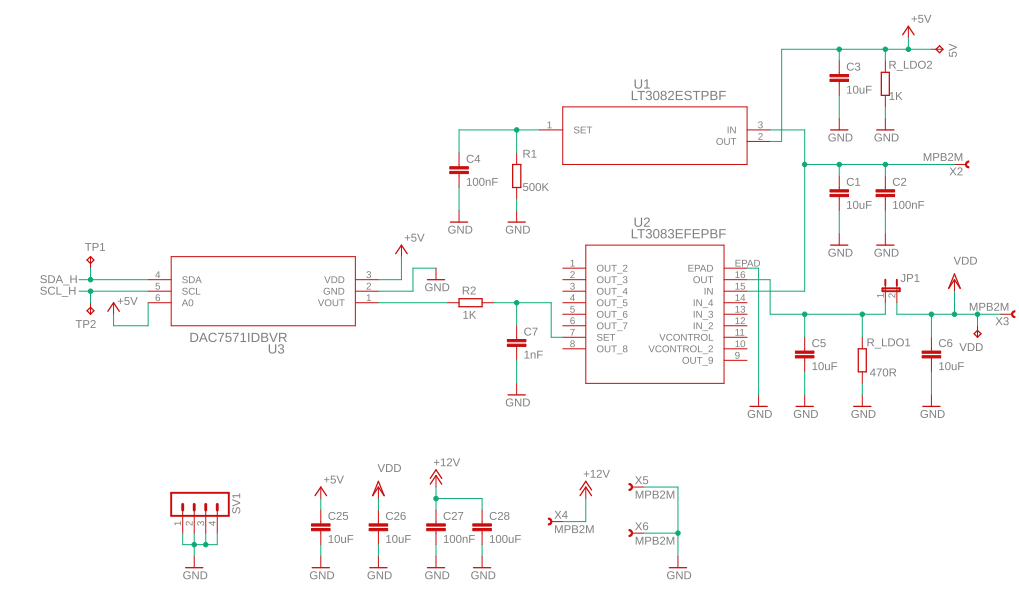 +5V
5V
C3
10uF
R_LDO2
1K
GND
GND
U1
LT3082ESTPBF
1
SET
IN
3
OUT
2
C4
100nF
R1
500K
GND
GND
MPB2M
X2
C1
10uF
C2
100nF
GND
GND
U2
LT3083EFEPBF
1
OUT_2
EPAD
EPAD
2
OUT_3
OUT
16
3
OUT_4
IN
15
4
OUT_5
IN_4
14
5
OUT_6
IN_3
13
6
OUT_7
IN_2
12
7
SET
VCONTROL
11
8
OUT_8
VCONTROL_2
10
OUT_9
9
TP1
SDA_H
SCL_H
TP2
+5V
4
SDA
VDD
3
5
SCL
GND
2
6
A0
VOUT
1
DAC7571IDBVR
U3
+5V
GND
R2
1K
C7
1nF
GND
JP1
1
2
VDD
MPB2M
X3
VDD
C5
10uF
R_LDO1
470R
C6
10uF
GND
GND
GND
GND
SV1
1
2
3
4
GND
+5V
C25
10uF
GND
VDD
C26
10uF
GND
+12V
C27
100nF
GND
C28
100uF
GND
+12V
X4
MPB2M
X5
MPB2M
X6
MPB2M
GND